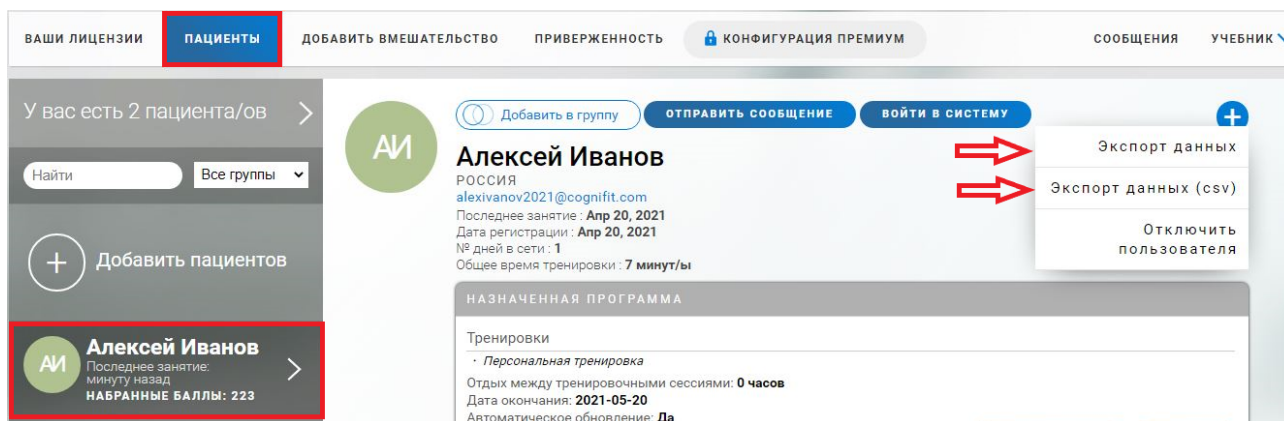 ВАШИ ЛИЦЕНЗИИ ПАЦИЕНТЫ ДОБАВИТЬ ВМЕШАТЕЛЬСТВО ПРИВЕРЖЕННОСТЬ КОНФИГУРАЦИЯ ПРЕМИУМ СООБЩЕНИЯ УЧЕБНИК
У вас есть 2 пациента/ов
Найти Все группы
Добавить пациентов
АИ
Алексей Иванов
Последнее занятие:
минуту назад
НАБРАННЫЕ БАЛЛЫ: 223
АИ
Добавить в группу ОТПРАВИТЬ СООБЩЕНИЕ ВОЙТИ В СИСТЕМУ
Алексей Иванов
РОССИЯ
alexivanov2021@cognifit.com
Последнее занятие : Апр 20, 2021
Дата регистрации : Апр 20, 2021
№ дней в сети : 1
Общее время тренировки : 7 минут/ы
Экспорт данных
Экспорт данных (csv)
Отключить
пользователя
НАЗНАЧЕННАЯ ПРОГРАММА
Тренировки
· Персональная тренировка
Отдых между тренировочными сессиями: 0 часов
Дата окончания: 2021-05-20
Автоматическое обновление: Да